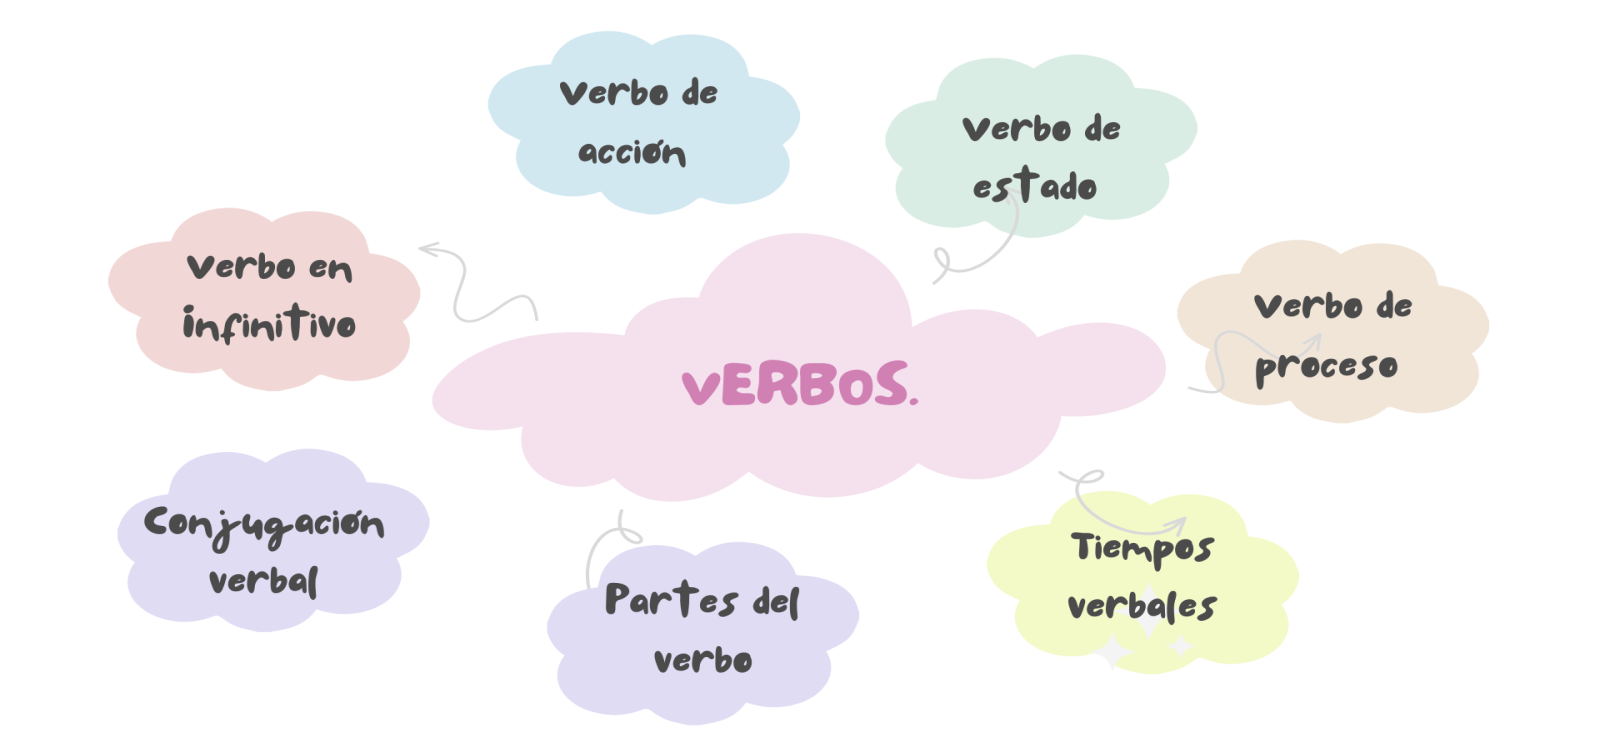 Verbo de
acción
Verbo de
estado
Verbo en
infinitivo
Verbo de
proceso
VERBOS.
Conjugación
verbal
Tiempos
verbales
Partes del
verbo